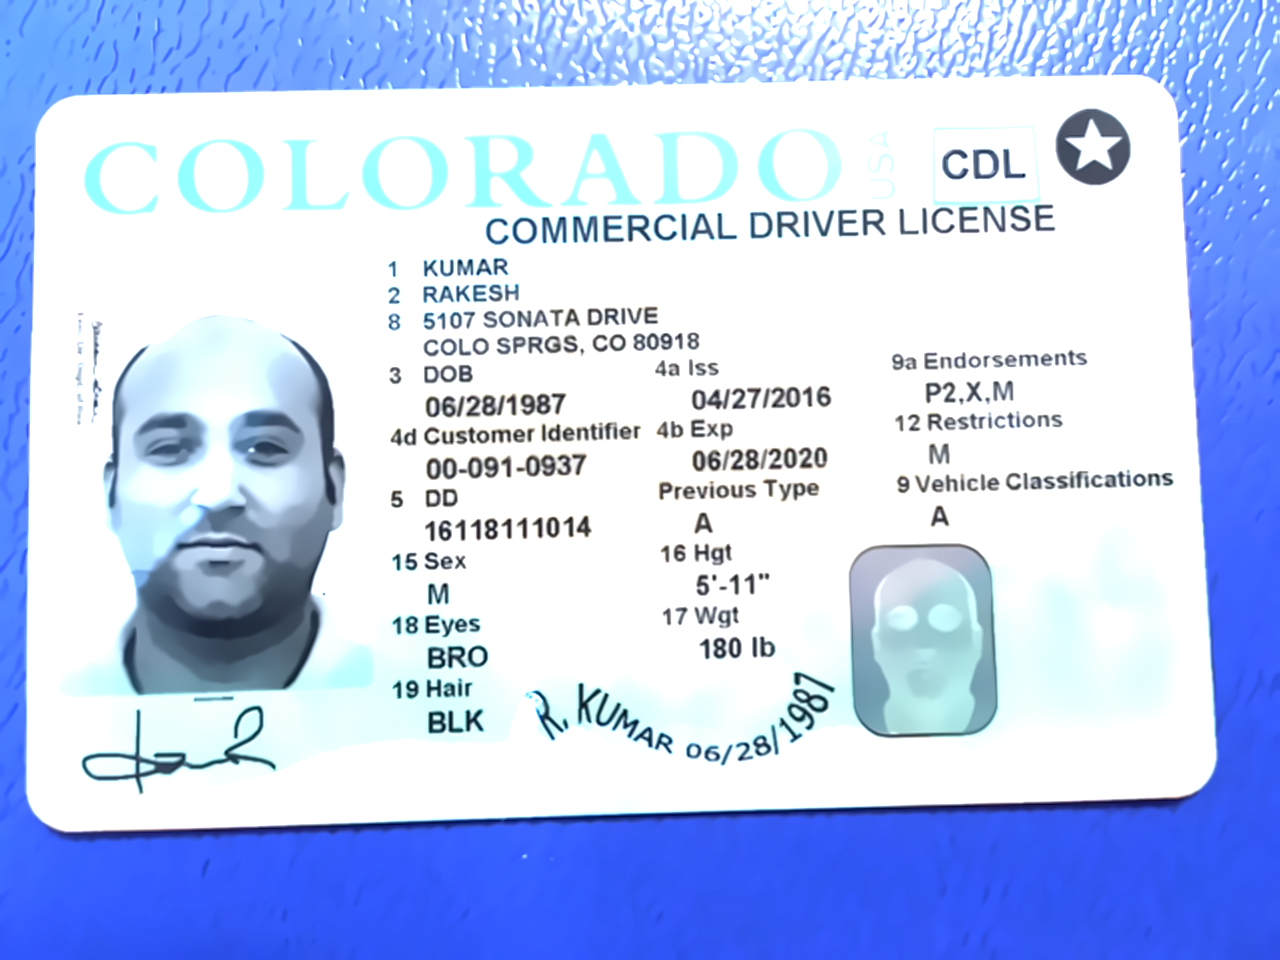 COLORADO USA CDL
COMMERCIAL DRIVER LICENSE
1 KUMAR
2 RAKESH
8 5107 SONATA DRIVE
COLO SPRGS, CO 80918
3 DOB
06/28/1987
4a Iss
04/27/2016
9a Endorsements
P2,X,M
4d Customer Identifier
00-091-0937
4b Exp
06/28/2020
12 Restrictions
M
5 DD
16118111014
Previous Type
A
9 Vehicle Classifications
A
15 Sex
M
16 Hgt
5'-11"
18 Eyes
BRO
17 Wgt
180 lb
19 Hair
BLK
R. KUMAR 06/28/1987